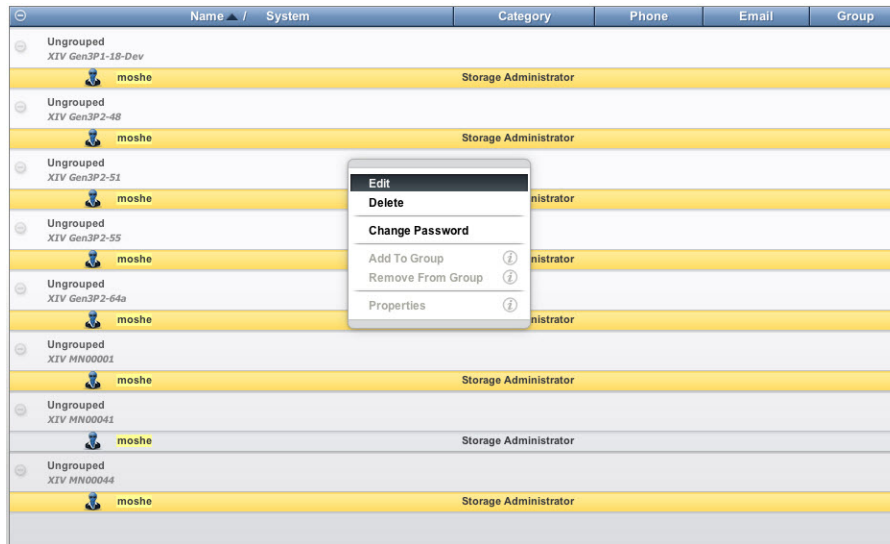 Name / System Category Phone Email Group
Ungrouped
XIV Gen3P1-18-Dev
moshe Storage Administrator
Ungrouped
XIV Gen3P2-48
moshe Storage Administrator
Ungrouped
XIV Gen3P2-51
moshe nistrator
Ungrouped
XIV Gen3P2-55
moshe nistrator
Ungrouped
XIV Gen3P2-64a
moshe nistrator
Edit
Delete
Change Password
Add To Group
Remove From Group
Properties
Ungrouped
XIV MN00001
moshe Storage Administrator
Ungrouped
XIV MN00041
moshe Storage Administrator
Ungrouped
XIV MN00044
moshe Storage Administrator